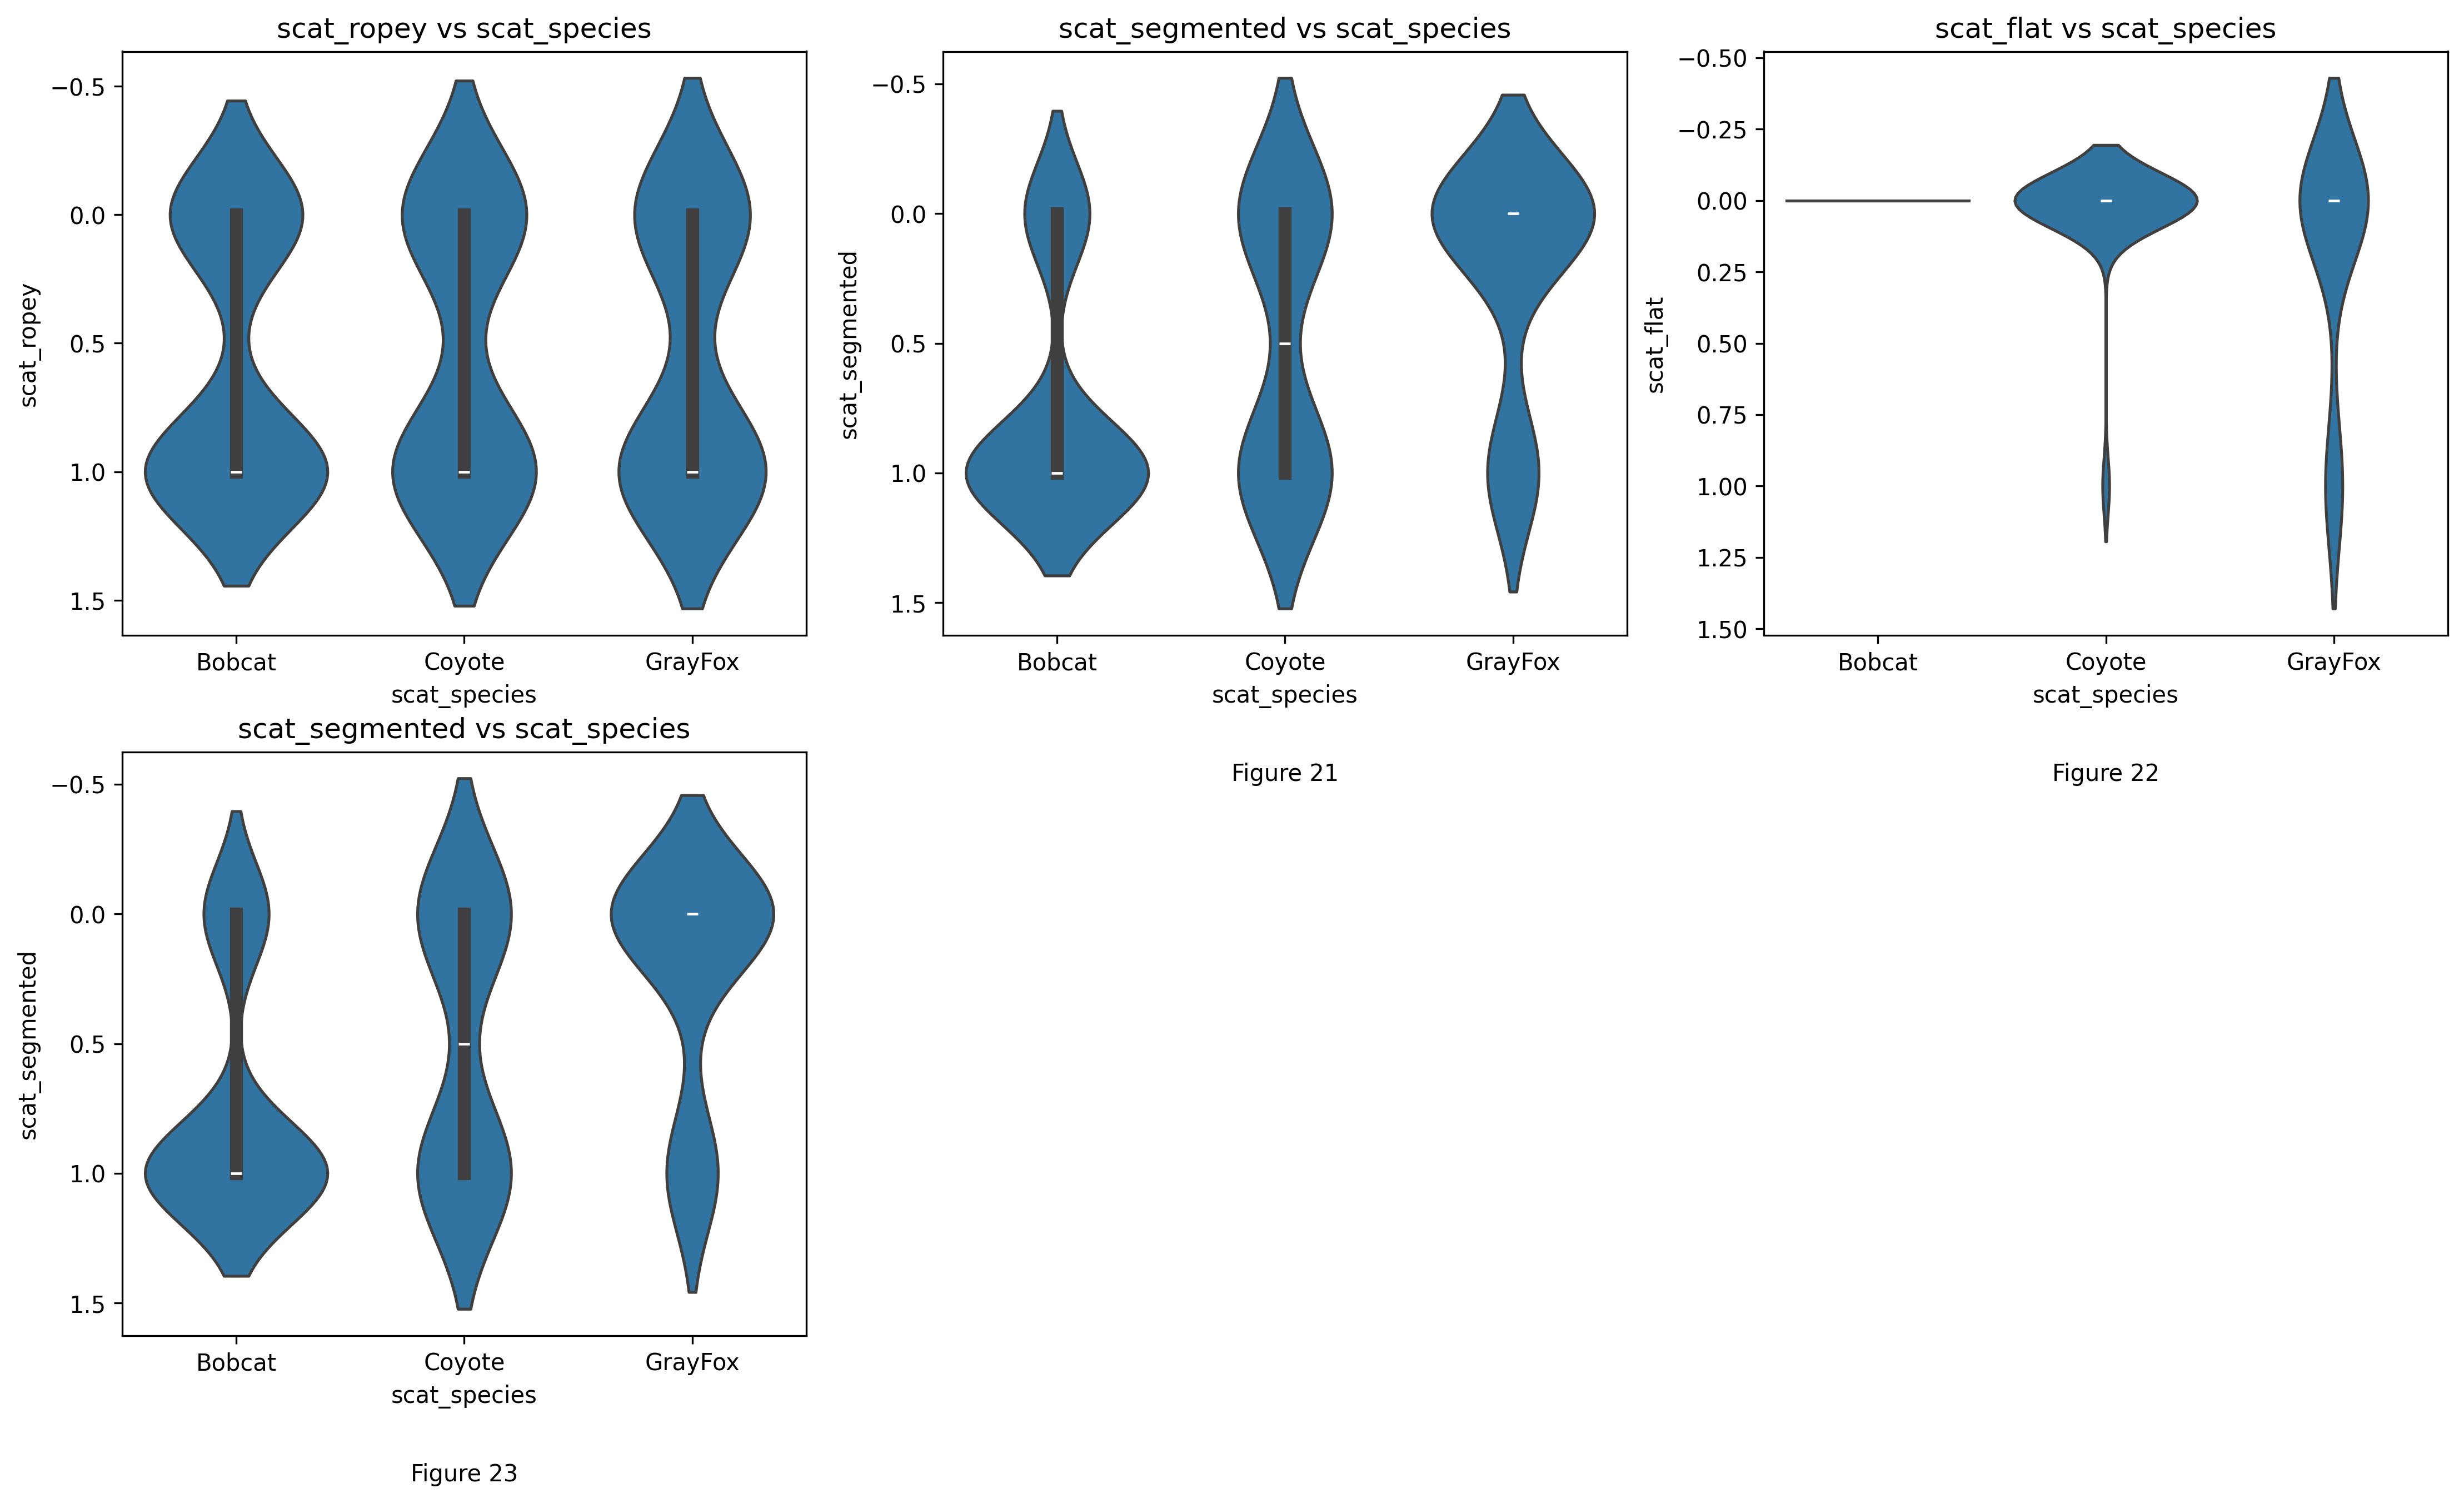 scat_ropey vs scat_species
−0.5
0.0
0.5
1.0
1.5
scat_ropey
Bobcat
Coyote
GrayFox
scat_species
scat_segmented vs scat_species
−0.5
0.0
0.5
1.0
1.5
scat_segmented
Bobcat
Coyote
GrayFox
scat_species
Figure 21
scat_flat vs scat_species
−0.50
−0.25
0.00
0.25
0.50
0.75
1.00
1.25
1.50
scat_flat
Bobcat
Coyote
GrayFox
scat_species
Figure 22
scat_segmented vs scat_species
−0.5
0.0
0.5
1.0
1.5
scat_segmented
Bobcat
Coyote
GrayFox
scat_species
Figure 23